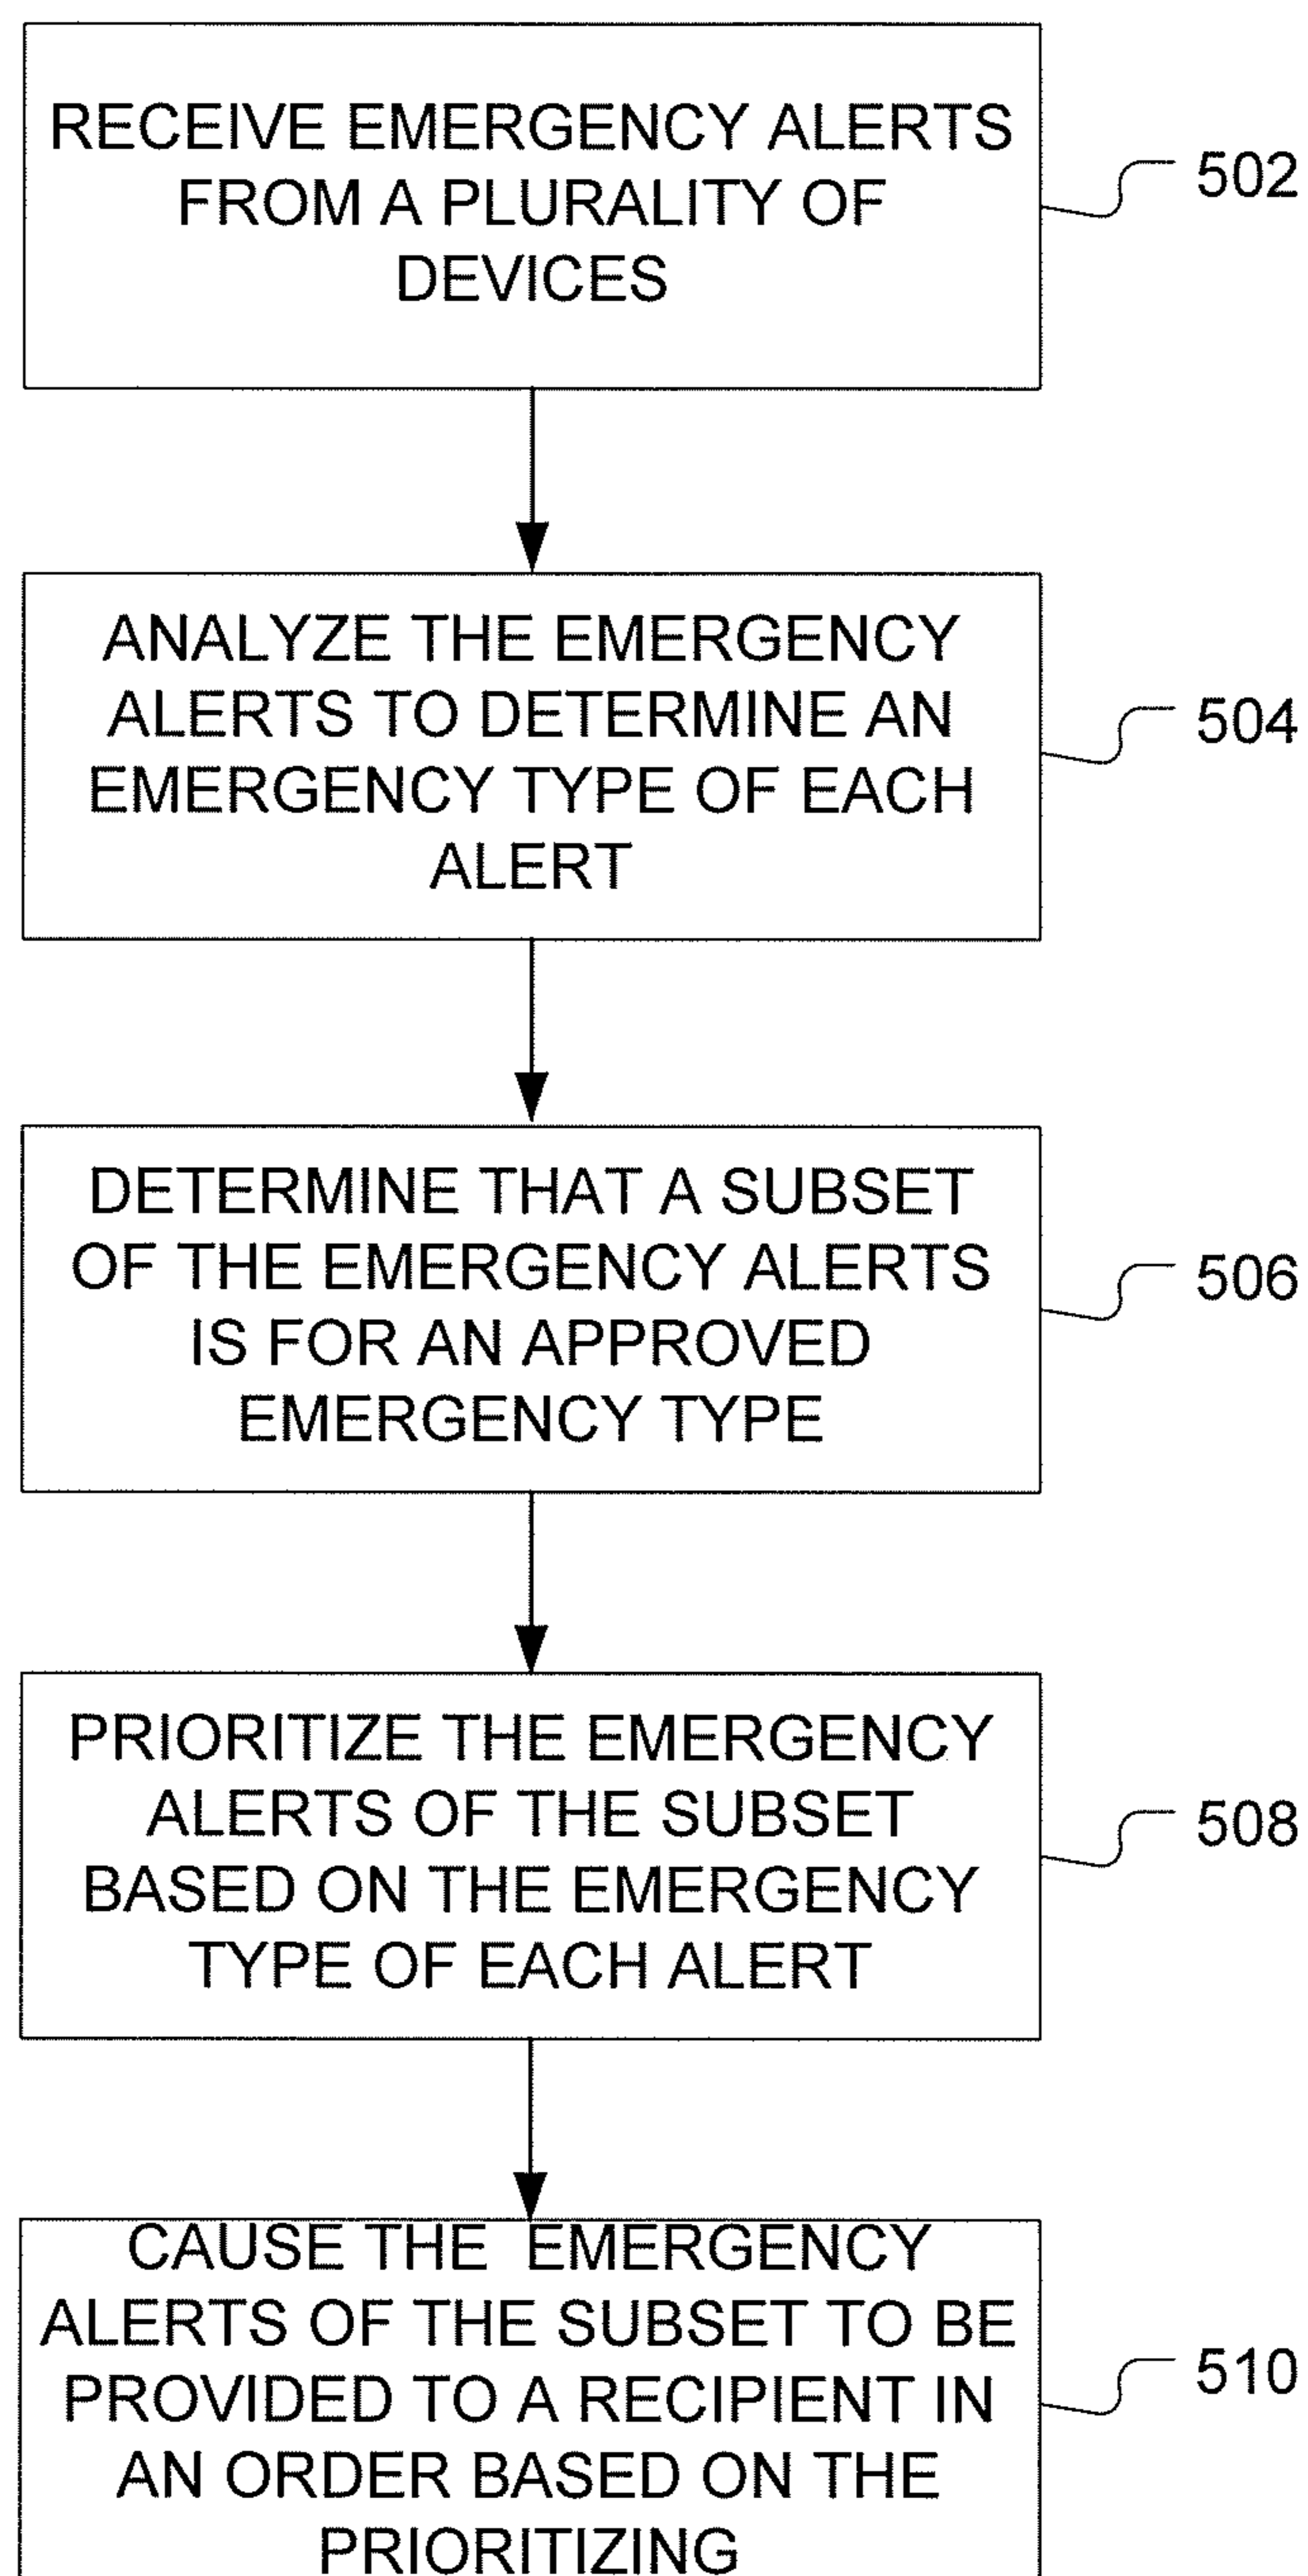 RECEIVE EMERGENCY ALERTS
FROM A PLURALITY OF
DEVICES
502
ANALYZE THE EMERGENCY
ALERTS TO DETERMINE AN
EMERGENCY TYPE OF EACH
ALERT
504
DETERMINE THAT A SUBSET
OF THE EMERGENCY ALERTS
IS FOR AN APPROVED
EMERGENCY TYPE
506
PRIORITIZE THE EMERGENCY
ALERTS OF THE SUBSET
BASED ON THE EMERGENCY
TYPE OF EACH ALERT
508
CAUSE THE EMERGENCY
ALERTS OF THE SUBSET TO BE
PROVIDED TO A RECIPIENT IN
AN ORDER BASED ON THE
PRIORITIZING
510